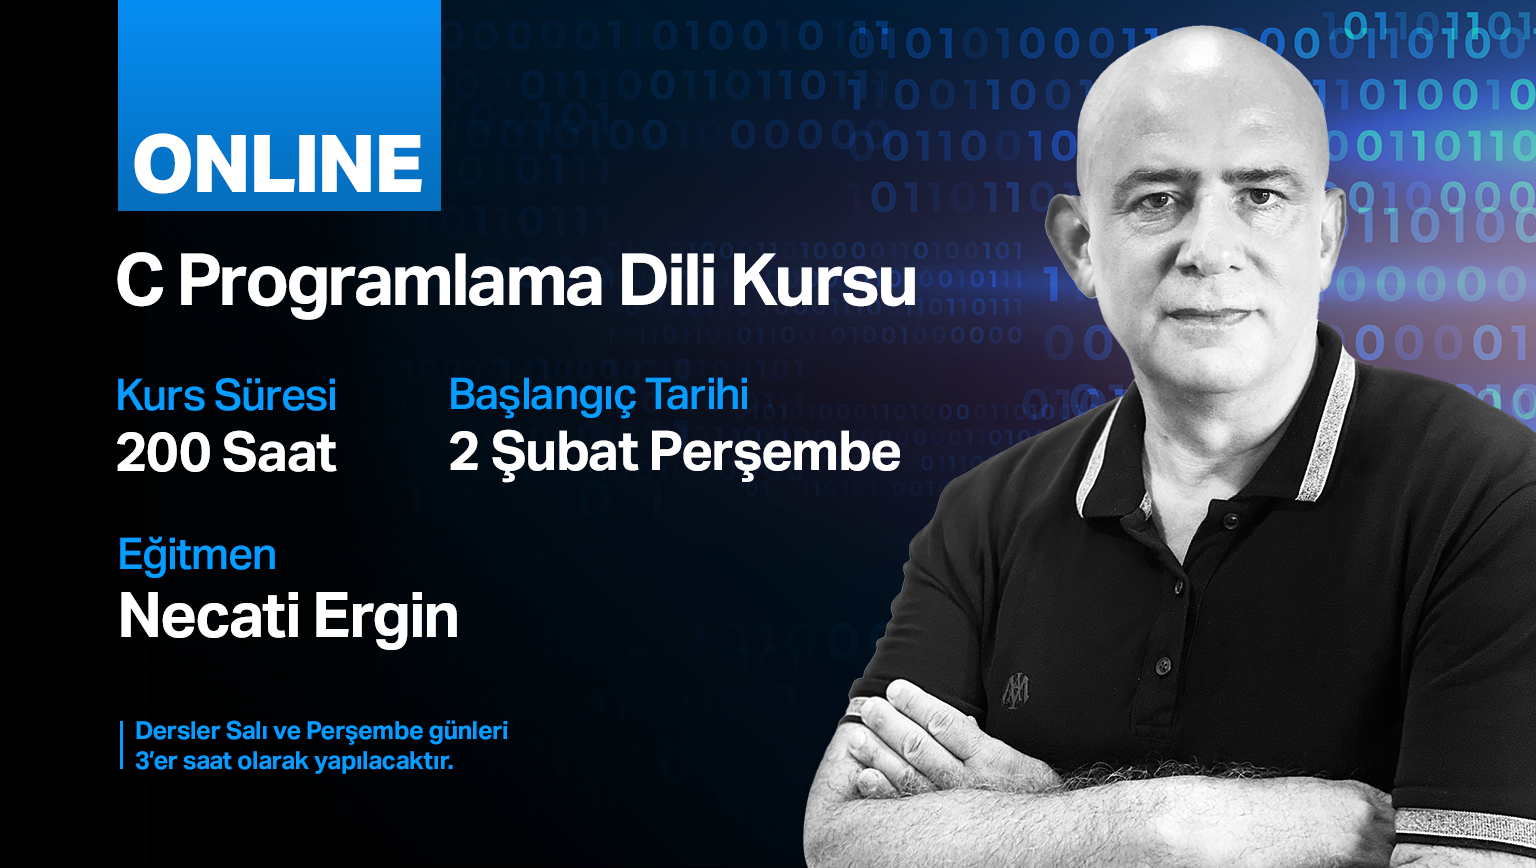 ONLINE
C Programlama Dili Kursu
Kurs Süresi
200 Saat
Başlangıç Tarihi
2 Şubat Perşembe
Eğitmen
Necati Ergin
Dersler Salı ve Perşembe günleri
3’er saat olarak yapılacaktır.